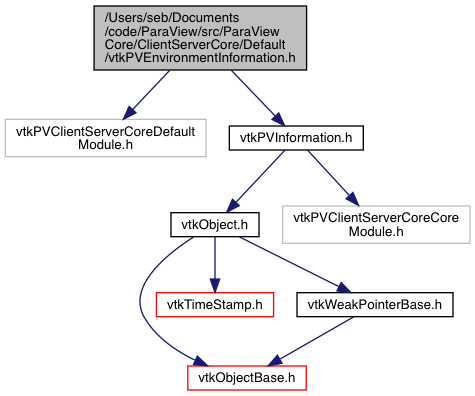 /Users/seb/Documents
/code/ParaView/src/ParaView
Core/ClientServerCore/Default
/vtkPVEnvironmentInformation.h
vtkPVClientServerCoreDefault
Module.h
vtkPVInformation.h
vtkObject.h
vtkPVClientServerCoreCore
Module.h
vtkTimeStamp.h
vtkWeakPointerBase.h
vtkObjectBase.h